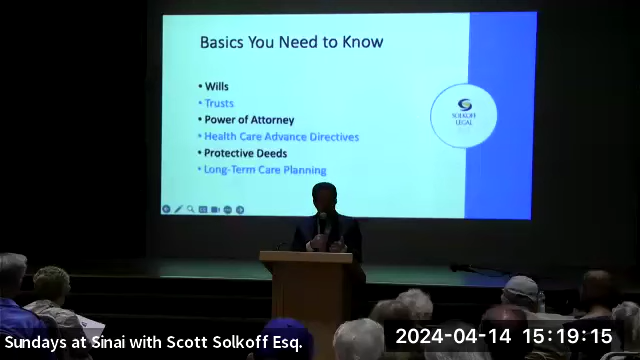 Basics You Need to Know
• Wills
• Trusts
• Power of Attorney
• Health Care Advance Directives
• Protective Deeds
• Long-Term Care Planning
SOLKOFF
LEGAL
Sundays at Sinai with Scott Solkoff Esq.
2024-04-14 15:19:15